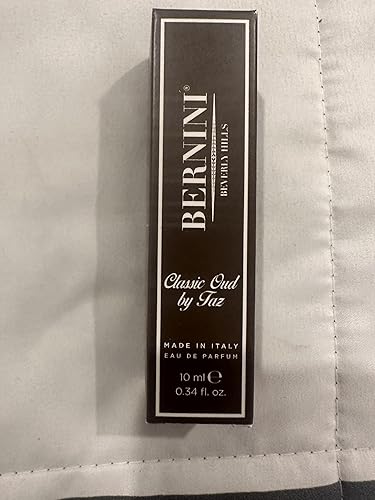 BERNINI®
BEVERLY HILLS
Classic Oud
by Taz
MADE IN ITALY
EAU DE PARFUM
10 ml ℮
0.34 fl. oz.